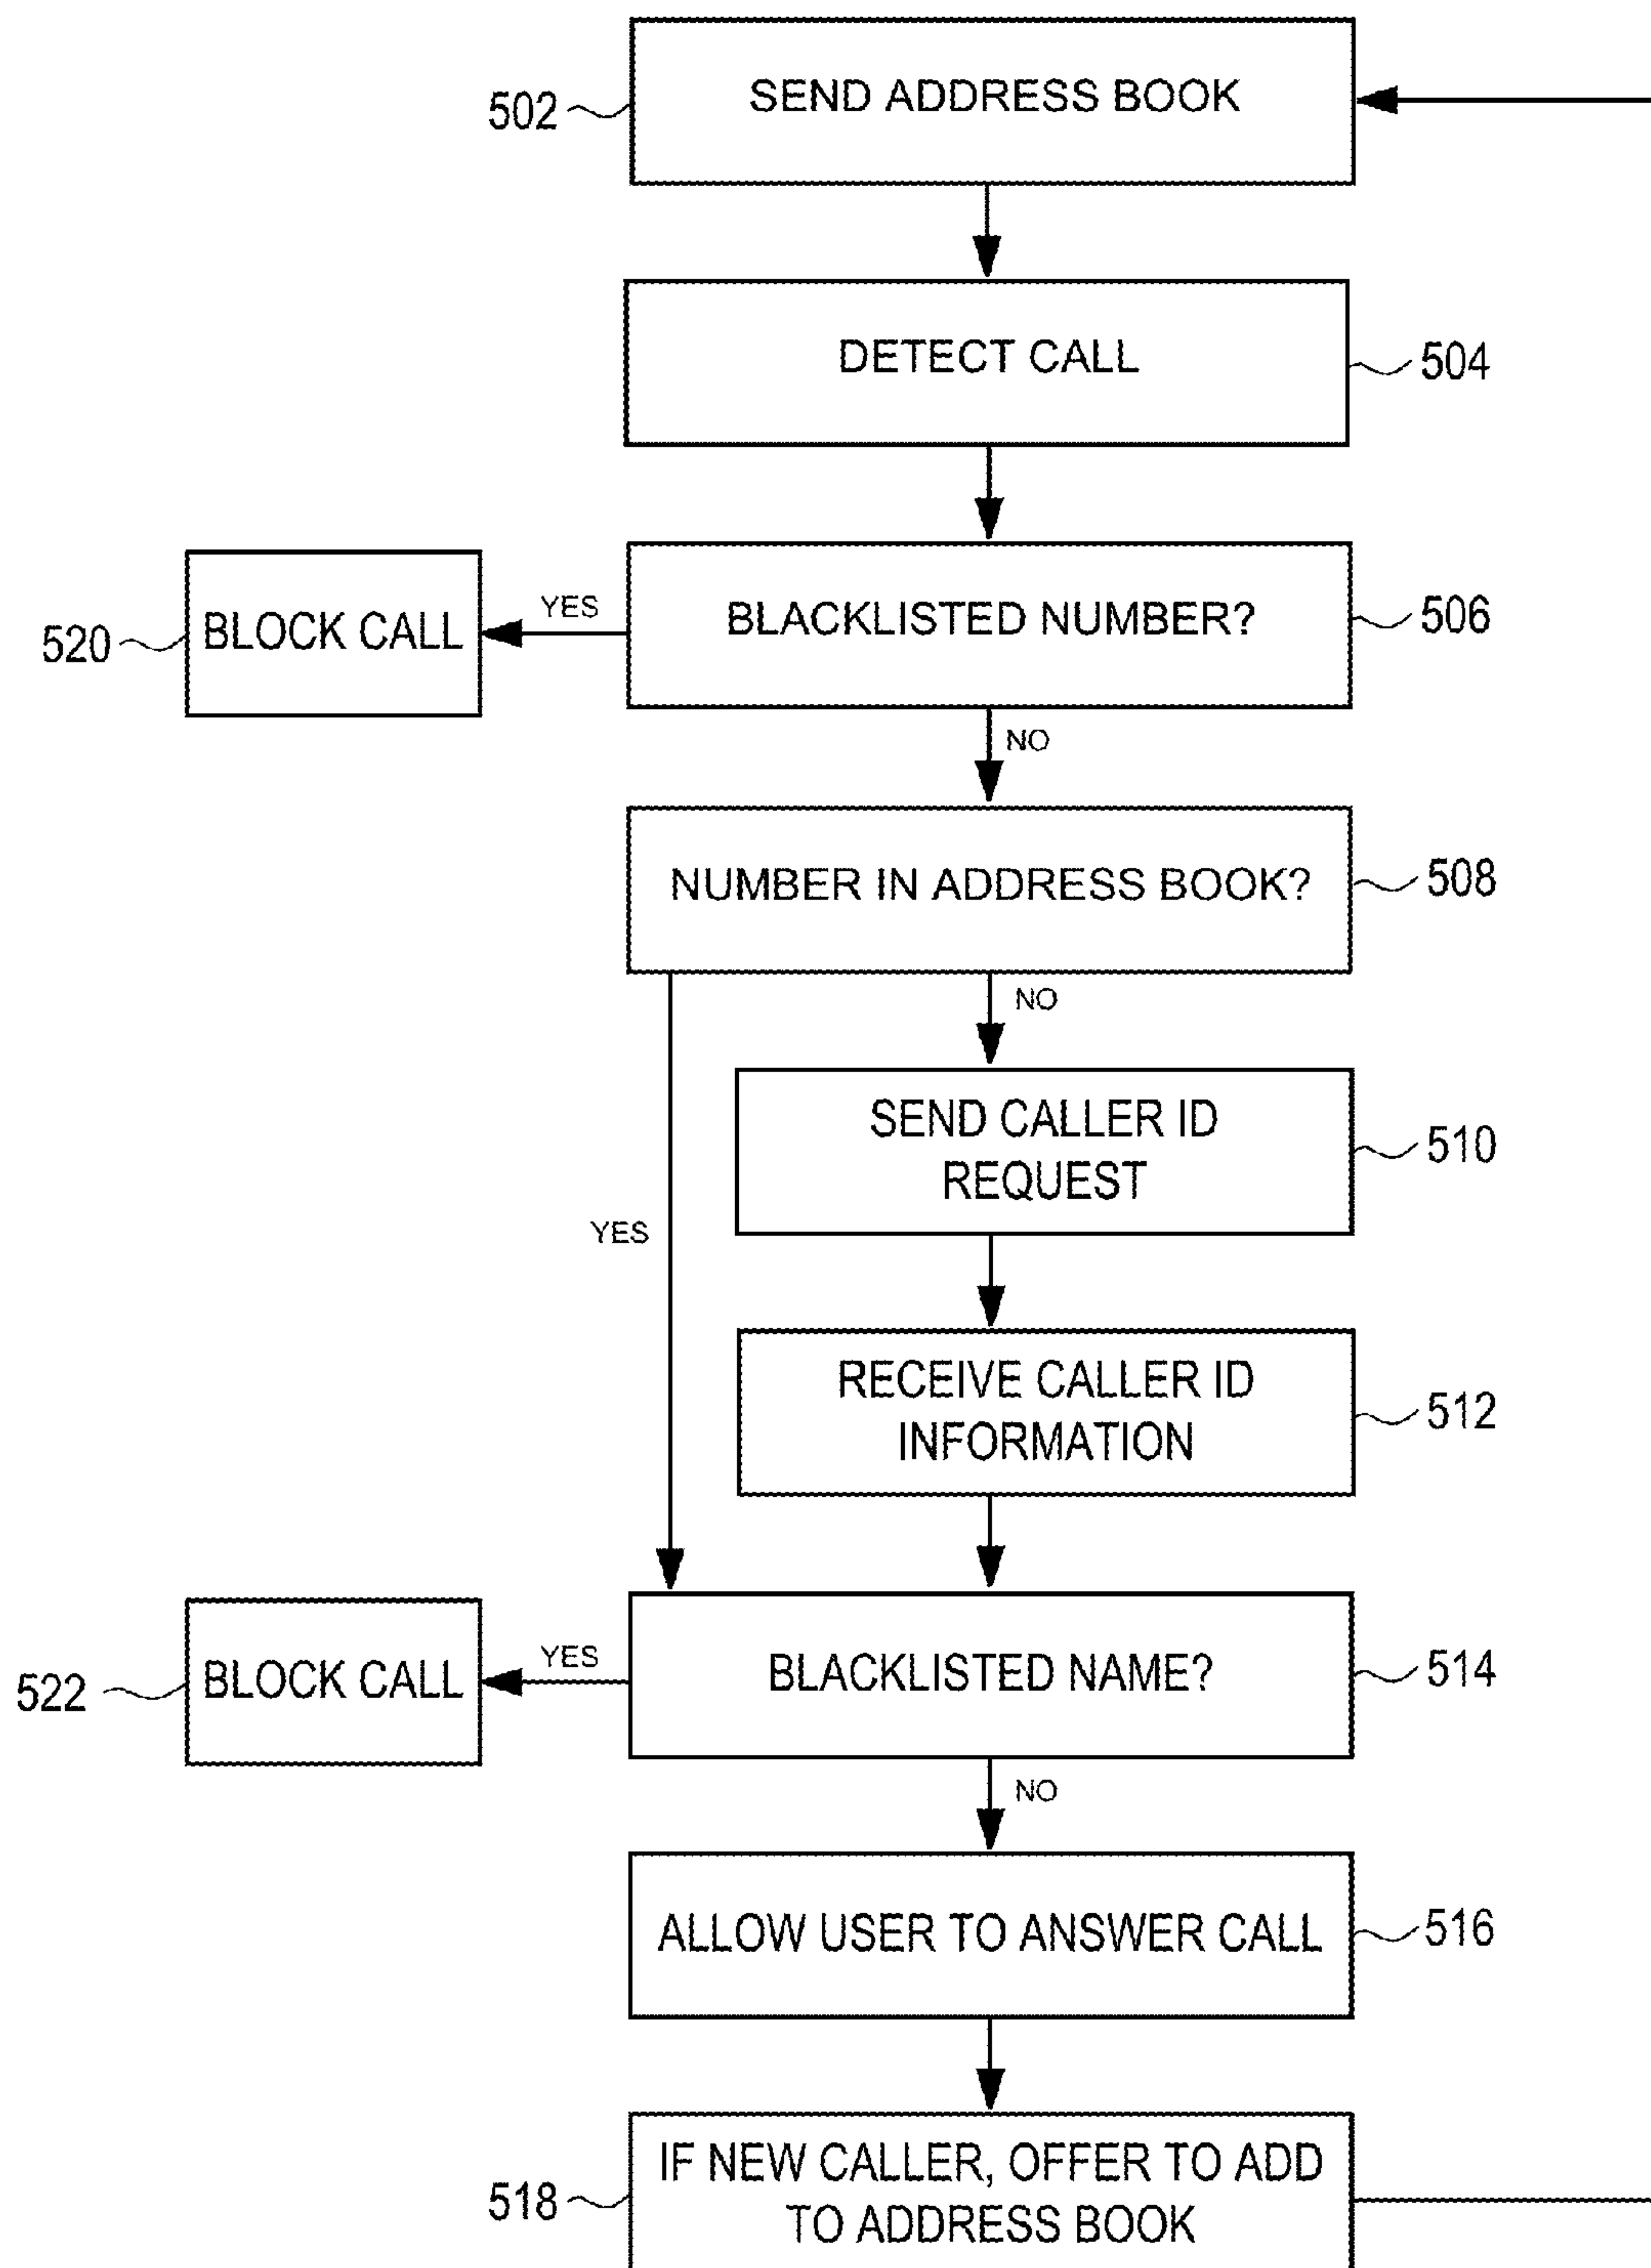 SEND ADDRESS BOOK
502
DETECT CALL
504
BLACKLISTED NUMBER?
506
YES
BLOCK CALL
520
NO
NUMBER IN ADDRESS BOOK?
508
NO
SEND CALLER ID
REQUEST
510
YES
RECEIVE CALLER ID
INFORMATION
512
BLACKLISTED NAME?
514
YES
BLOCK CALL
522
NO
ALLOW USER TO ANSWER CALL
516
IF NEW CALLER, OFFER TO ADD
TO ADDRESS BOOK
518